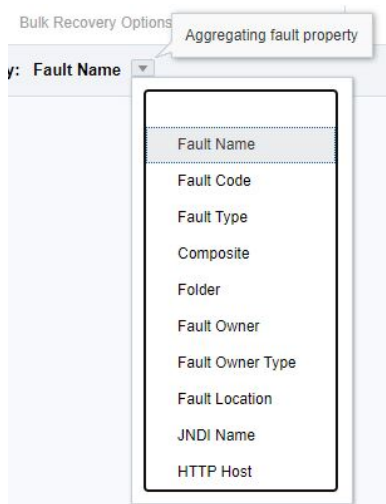 Bulk Recovery Options
Aggregating fault property
y: Fault Name
Fault Name
Fault Code
Fault Type
Composite
Folder
Fault Owner
Fault Owner Type
Fault Location
JNDI Name
HTTP Host